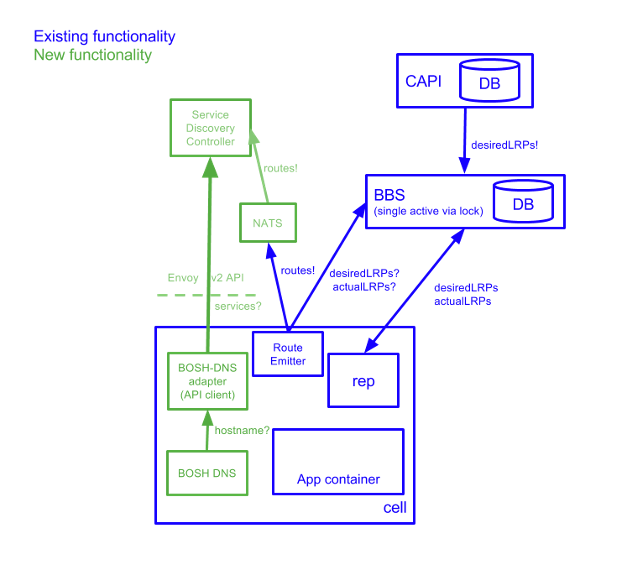 Existing functionality
New functionality
CAPI
DB
desiredLRPs!
Service
Discovery
Controller
routes!
NATS
BBS
(single active via lock)
DB
Envoy v2 API
services?
routes!
desiredLRPs?
actualLRPs?
desiredLRPs
actualLRPs
Route
Emitter
rep
BOSH-DNS
adapter
(API client)
hostname?
BOSH DNS
App container
cell